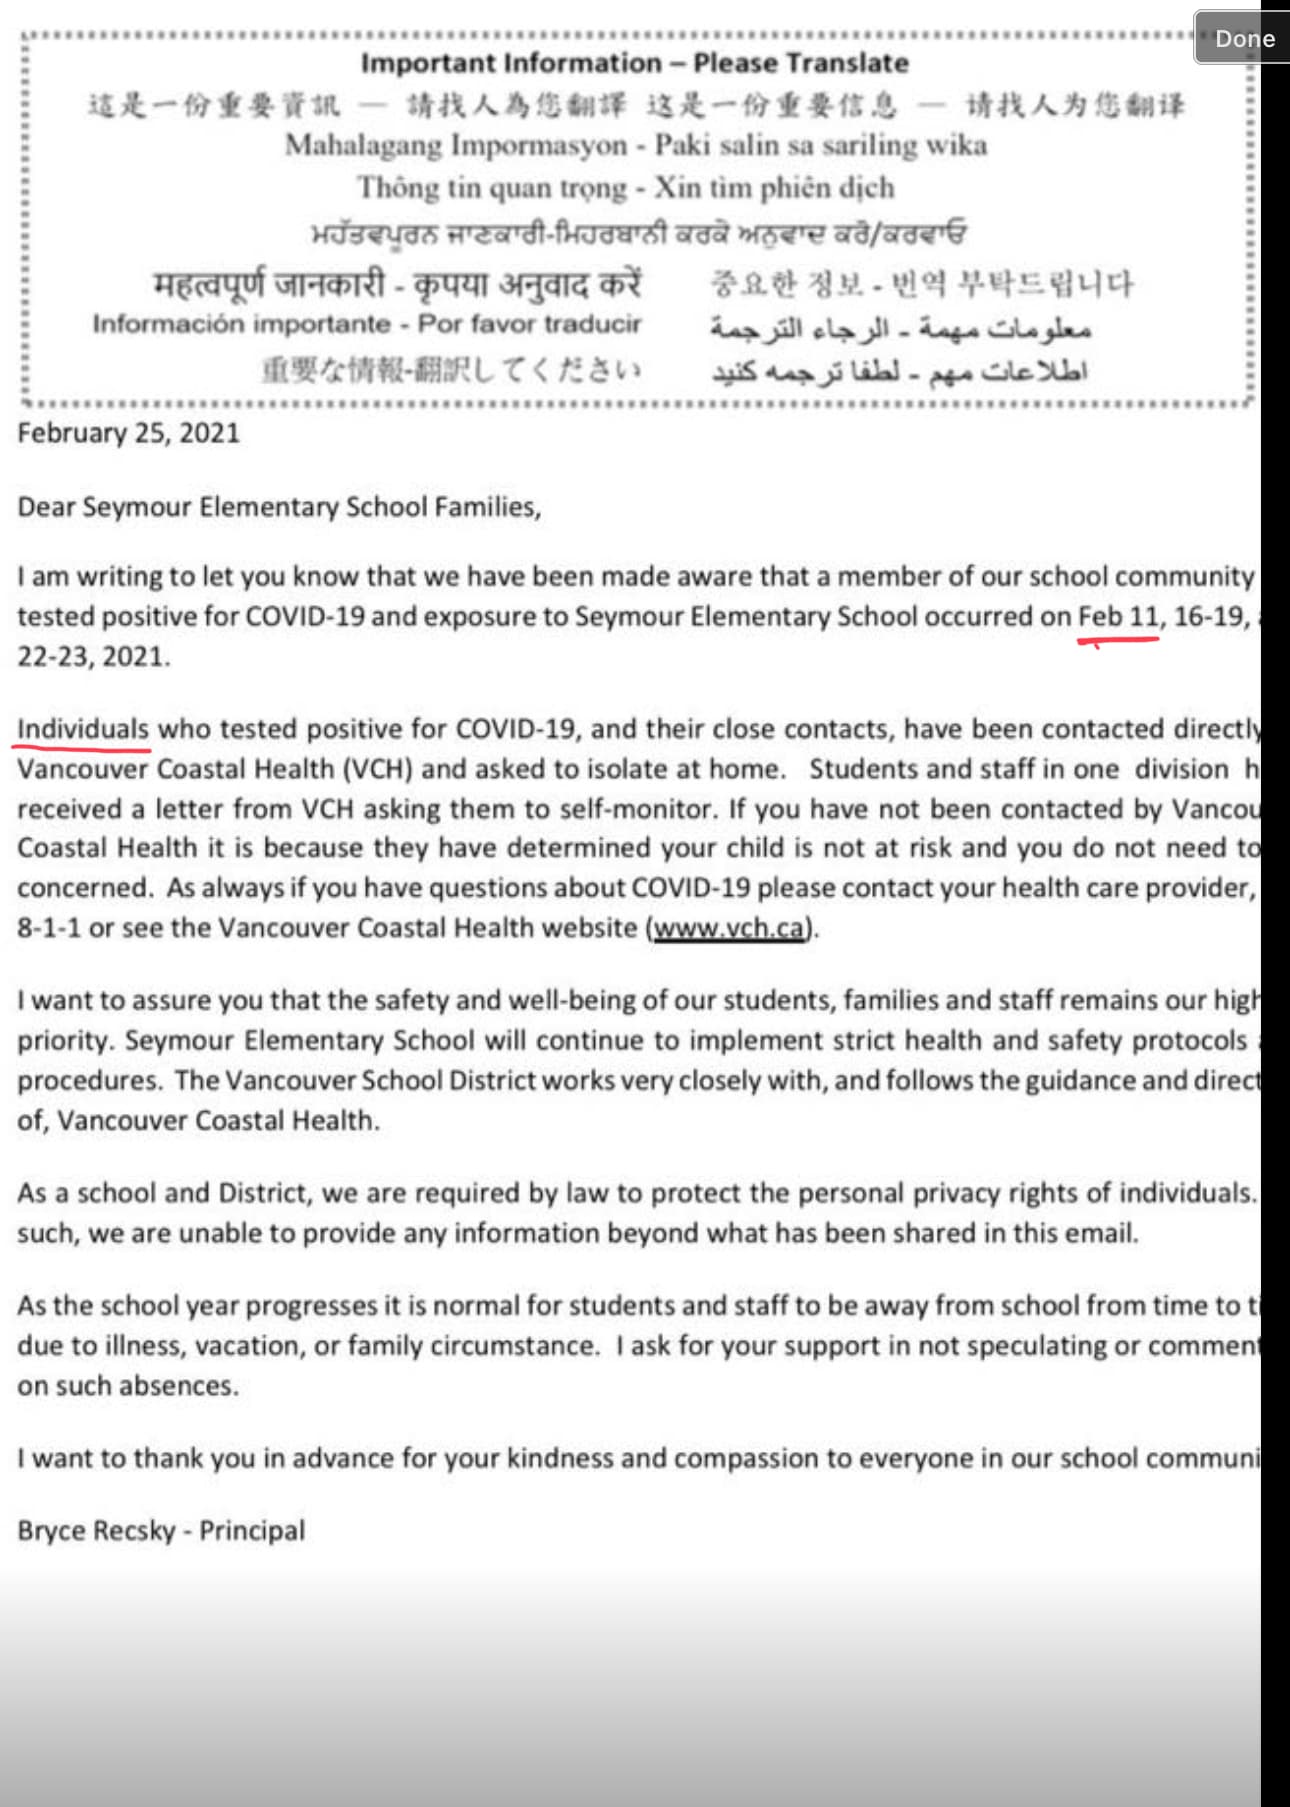 Done
Important Information – Please Translate
這是一份重要資訊 — 請找人為您翻譯 这是一份重要信息 — 请找人为您翻译
Mahalagang Impormasyon - Paki salin sa sariling wika
Thông tin quan trọng - Xin tìm phiên dịch
ਮਹੱਤਵਪੂਰਨ ਜਾਣਕਾਰੀ-ਮਿਹਰਬਾਨੀ ਕਰਕੇ ਅਨੁਵਾਦ ਕਰੋ/ਕਰਵਾਓ
महत्वपूर्ण जानकारी - कृपया अनुवाद करें 중요한 정보 - 번역 부탁드립니다
Información importante - Por favor traducir معلومات مهمة - الرجاء الترجمة
重要な情報-翻訳してください اطلاعات مهم - لطفا ترجمه کنید
February 25, 2021
Dear Seymour Elementary School Families,
I am writing to let you know that we have been made aware that a member of our school community
tested positive for COVID-19 and exposure to Seymour Elementary School occurred on Feb 11, 16-19,
22-23, 2021.
Individuals who tested positive for COVID-19, and their close contacts, have been contacted directly
Vancouver Coastal Health (VCH) and asked to isolate at home. Students and staff in one division h
received a letter from VCH asking them to self-monitor. If you have not been contacted by Vancou
Coastal Health it is because they have determined your child is not at risk and you do not need to
concerned. As always if you have questions about COVID-19 please contact your health care provider,
8-1-1 or see the Vancouver Coastal Health website (www.vch.ca).
I want to assure you that the safety and well-being of our students, families and staff remains our high
priority. Seymour Elementary School will continue to implement strict health and safety protocols
procedures. The Vancouver School District works very closely with, and follows the guidance and direct
of, Vancouver Coastal Health.
As a school and District, we are required by law to protect the personal privacy rights of individuals.
such, we are unable to provide any information beyond what has been shared in this email.
As the school year progresses it is normal for students and staff to be away from school from time to ti
due to illness, vacation, or family circumstance. I ask for your support in not speculating or comment
on such absences.
I want to thank you in advance for your kindness and compassion to everyone in our school communi
Bryce Recsky - Principal